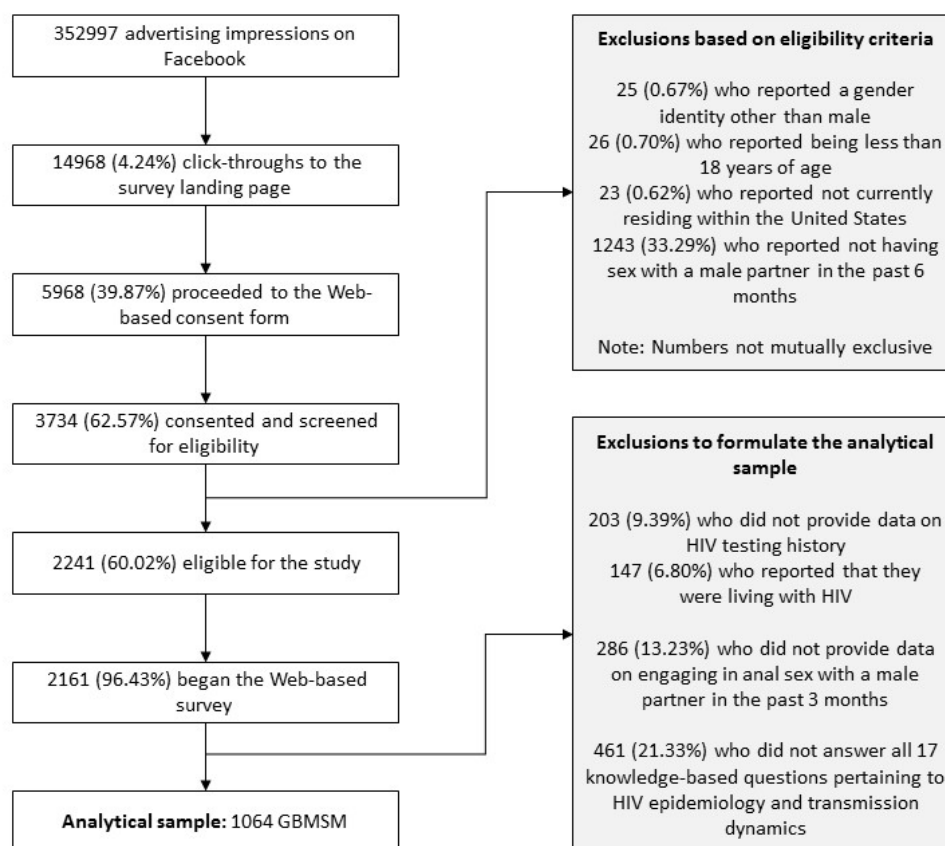 352997 advertising impressions on
Facebook
14968 (4.24%) click-throughs to the
survey landing page
5968 (39.87%) proceeded to the Web-
based consent form
3734 (62.57%) consented and screened
for eligibility
2241 (60.02%) eligible for the study
2161 (96.43%) began the Web-based
survey
Analytical sample: 1064 GBMSM
Exclusions based on eligibility criteria
25 (0.67%) who reported a gender
identity other than male
26 (0.70%) who reported being less than
18 years of age
23 (0.62%) who reported not currently
residing within the United States
1243 (33.29%) who reported not having
sex with a male partner in the past 6
months
Note: Numbers not mutually exclusive
Exclusions to formulate the analytical
sample
203 (9.39%) who did not provide data on
HIV testing history
147 (6.80%) who reported that they
were living with HIV
286 (13.23%) who did not provide data
on engaging in anal sex with a male
partner in the past 3 months
461 (21.33%) who did not answer all 17
knowledge-based questions pertaining to
HIV epidemiology and transmission
dynamics